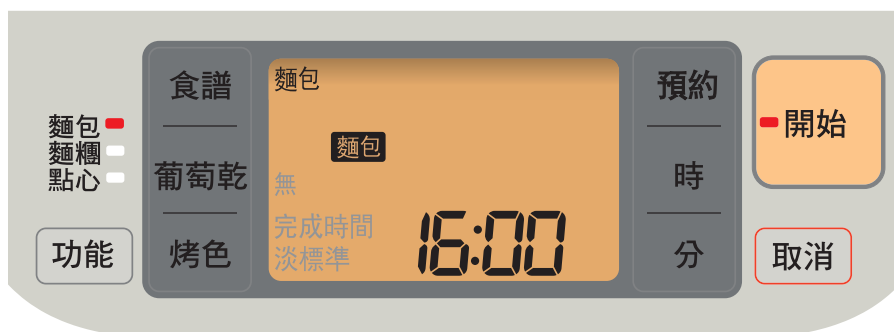 麵包
麵糰
點心
功能
食譜
葡萄乾
烤色
麵包
麵包
無
完成時間
淡標準
16:00
預約
時
分
開始
取消